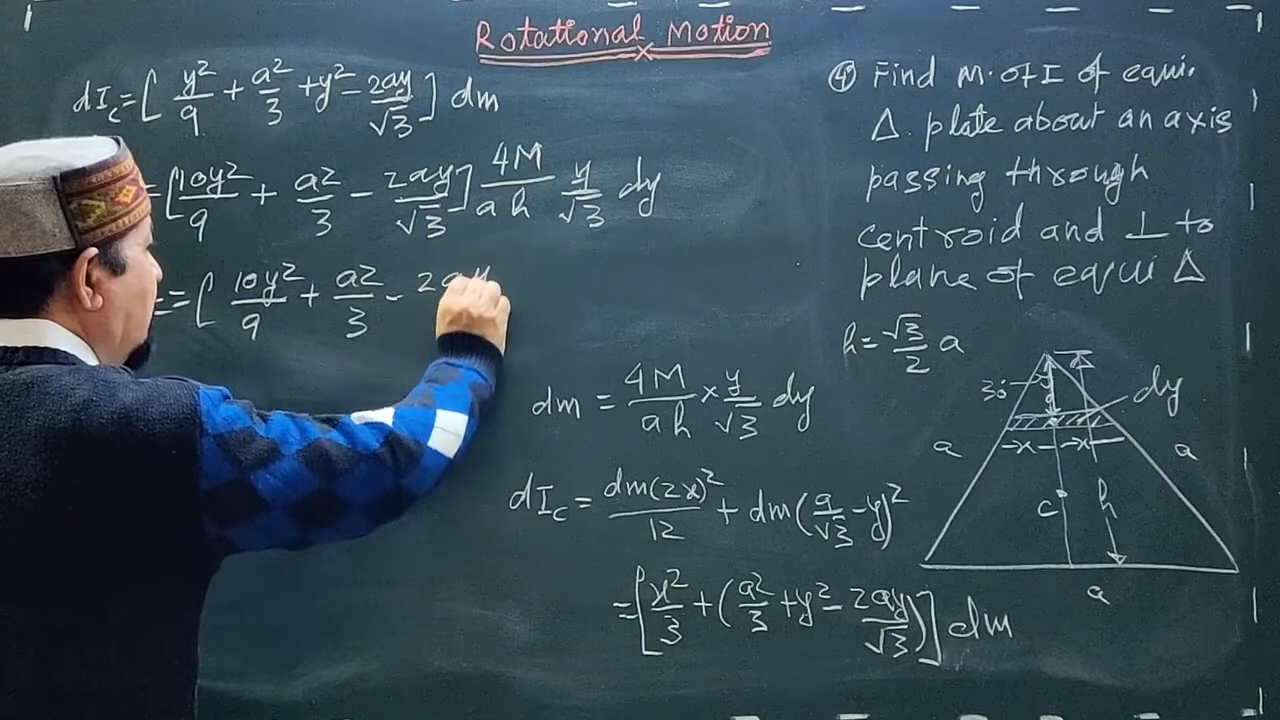 Rotational Motion
dI_C = [ y²/9 + a²/3 + y² - 2ay/√3 ] dm
= [ 10y²/9 + a²/3 - 2ay/√3 ] 4M/ah y/√3 dy
= [ 10y²/9 + a²/3 - 2ay
dm = 4M/ah × y/√3 dy
dI_C = dm(2x)²/12 + dm(a/√3 - y)²
= [ x²/3 + (a²/3 + y² - 2ay/√3) ] dm
④ Find M. of I of equi.
Δ. plate about an axis
passing through
centroid and ⊥ to
plane of equi Δ
h = √3/2 a
30
y
dy
-x- -x-
a
a
C
h
a